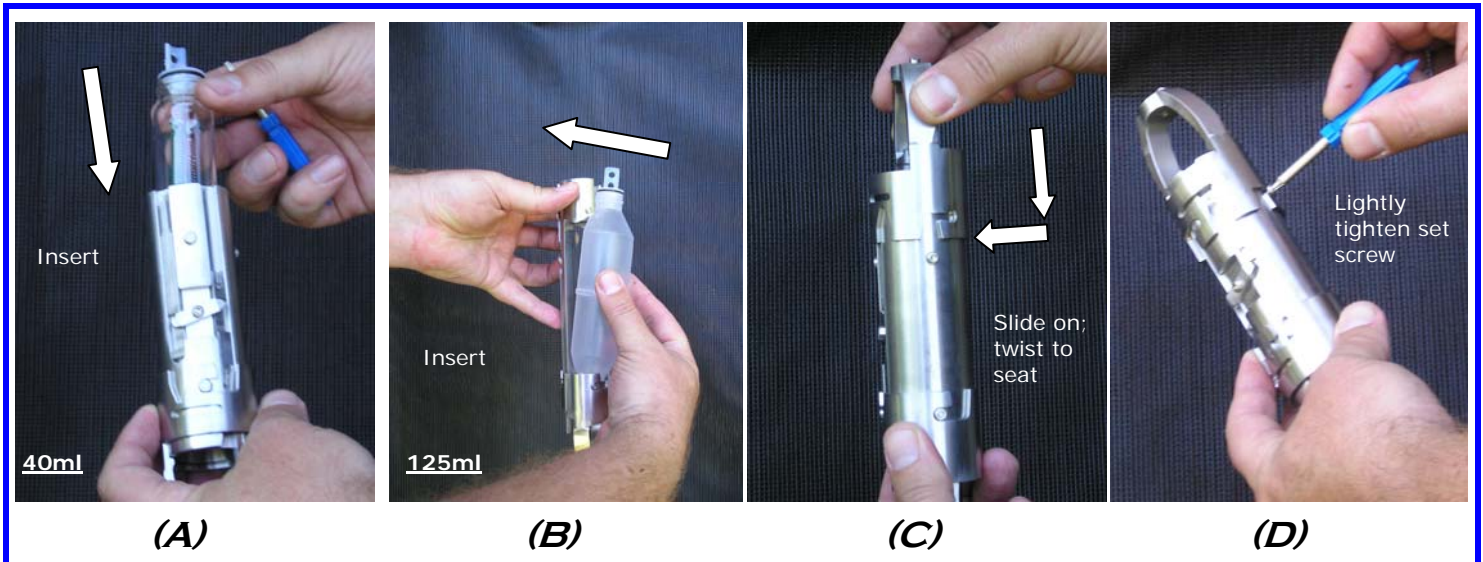 Insert
40ml
(A)
Insert
125ml
(B)
Slide on;
twist to
seat
(C)
Lightly
tighten set
screw
(D)